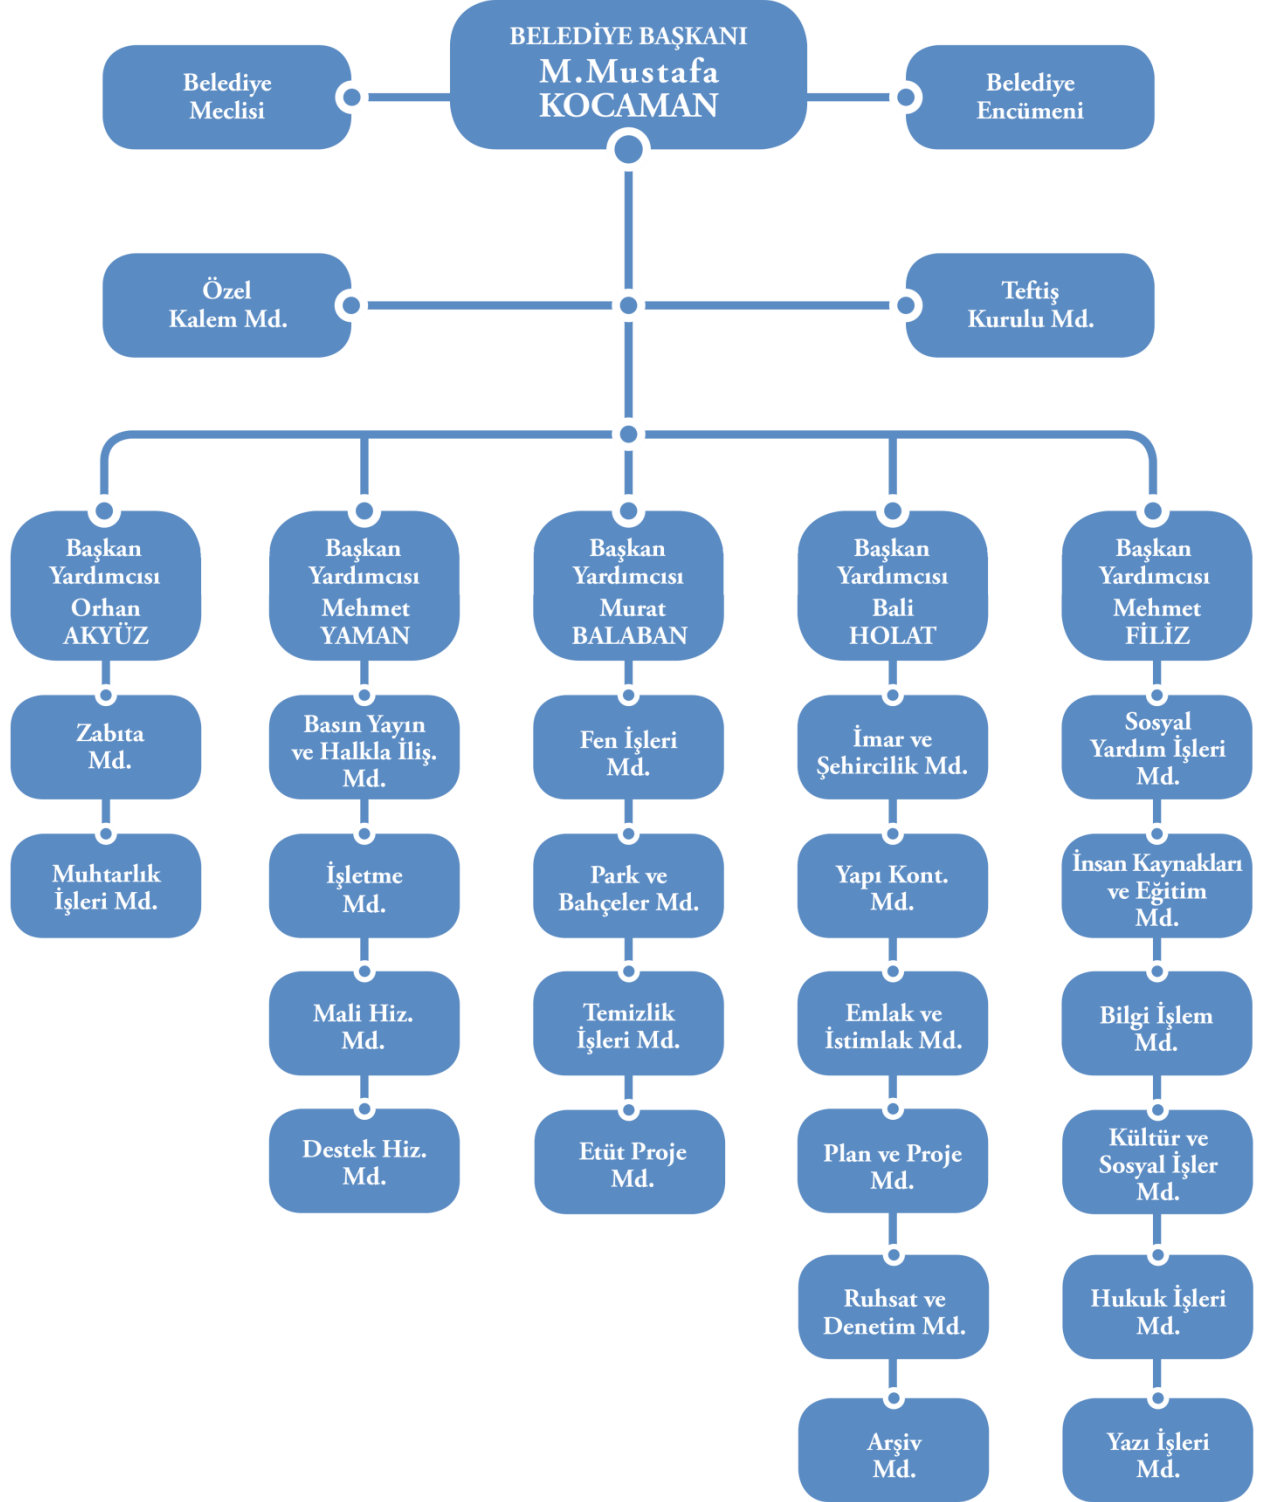 BELEDİYE BAŞKANI
M.Mustafa
KOCAMAN
Belediye
Meclisi
Belediye
Encümeni
Özel
Kalem Md.
Teftiş
Kurulu Md.
Başkan
Yardımcısı
Orhan
AKYÜZ
Zabıta
Md.
Muhtarlık
İşleri Md.
Başkan
Yardımcısı
Mehmet
YAMAN
Basın Yayın
ve Halkla İliş.
Md.
İşletme
Md.
Mali Hiz.
Md.
Destek Hiz.
Md.
Başkan
Yardımcısı
Murat
BALABAN
Fen İşleri
Md.
Park ve
Bahçeler Md.
Temizlik
İşleri Md.
Etüt Proje
Md.
Başkan
Yardımcısı
Bali
HOLAT
İmar ve
Şehircilik Md.
Yapı Kont.
Md.
Emlak ve
İstimlak Md.
Plan ve Proje
Md.
Ruhsat ve
Denetim Md.
Arşiv
Md.
Başkan
Yardımcısı
Mehmet
FİLİZ
Sosyal
Yardım İşleri
Md.
İnsan Kaynakları
ve Eğitim
Md.
Bilgi İşlem
Md.
Kültür ve
Sosyal İşler
Md.
Hukuk İşleri
Md.
Yazı İşleri
Md.